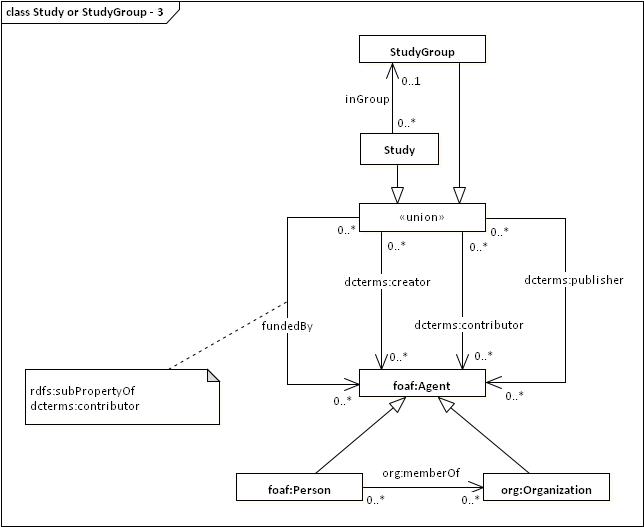 class Study or StudyGroup - 3
StudyGroup
0..1
inGroup
0..*
Study
«union»
0..*
0..*
0..*
0..*
dcterms:creator
dcterms:publisher
fundedBy
dcterms:contributor
0..*
0..*
rdfs:subPropertyOf
dcterms:contributor
foaf:Agent
0..*
0..*
org:memberOf
foaf:Person
org:Organization
0..*
0..*